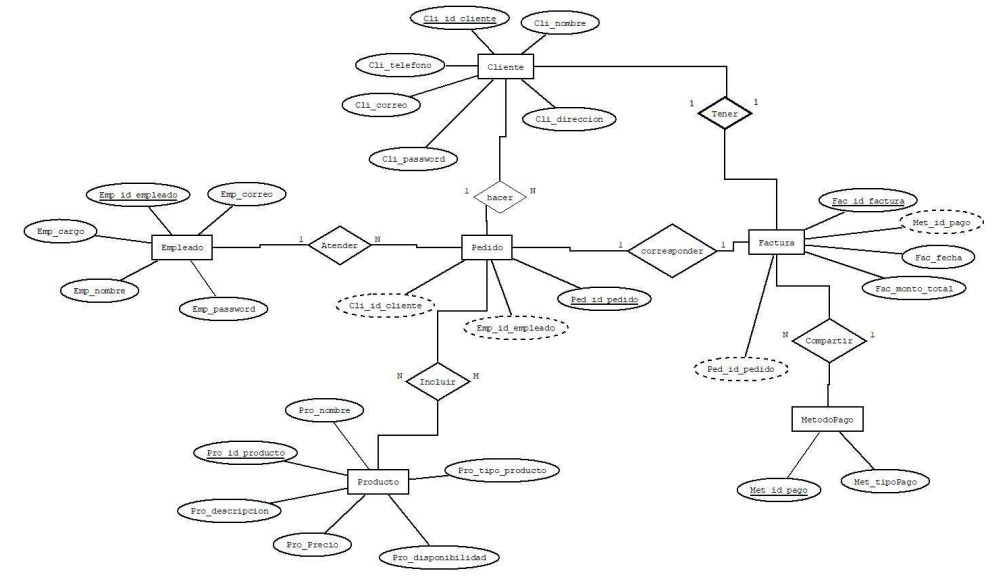 Cli_id_cliente
Cli_nombre
Cli_telefono
Cliente
Cli_correo
Cli_direccion
Cli_password
1
Tener
1
1
hacer
N
Emp_id_empleado
Emp_correo
Emp_cargo
Empleado
Emp_nombre
Emp_password
1
Atender
N
Pedido
1
corresponder
1
Factura
Fac_id_factura
Met_id_pago
Fac_fecha
Fac_monto_total
Cli_id_cliente
Emp_id_empleado
Ped_id_pedido
Ped_id_pedido
N
Compartir
1
N
Incluir
M
MetodoPago
Met_id_pago
Met_tipoPago
Pro_nombre
Pro_id_producto
Pro_tipo_producto
Producto
Pro_descripcion
Pro_Precio
Pro_disponibilidad